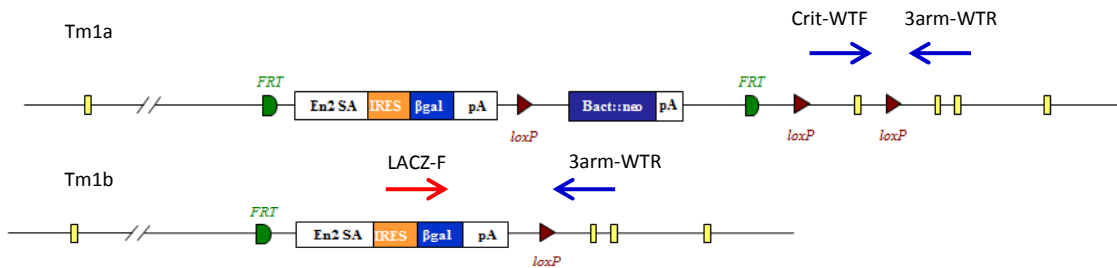 Tm1a
Crit-WTF 3arm-WTR
FRT FRT
En2 SA IRES βgal pA Bact::neo pA
loxP loxP loxP
Tm1b
LACZ-F 3arm-WTR
FRT
En2 SA IRES βgal pA
loxP